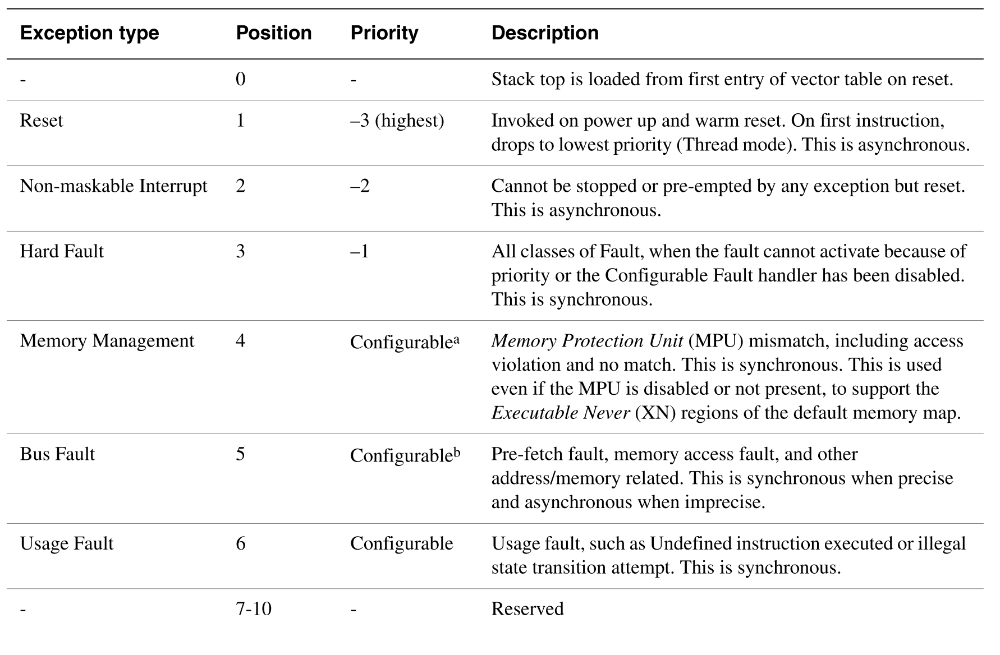 Exception type Position Priority Description
- 0 - Stack top is loaded from first entry of vector table on reset.
Reset 1 –3 (highest) Invoked on power up and warm reset. On first instruction,
drops to lowest priority (Thread mode). This is asynchronous.
Non-maskable Interrupt 2 –2 Cannot be stopped or pre-empted by any exception but reset.
This is asynchronous.
Hard Fault 3 –1 All classes of Fault, when the fault cannot activate because of
priority or the Configurable Fault handler has been disabled.
This is synchronous.
Memory Management 4 Configurableᵃ Memory Protection Unit (MPU) mismatch, including access
violation and no match. This is synchronous. This is used
even if the MPU is disabled or not present, to support the
Executable Never (XN) regions of the default memory map.
Bus Fault 5 Configurableᵇ Pre-fetch fault, memory access fault, and other
address/memory related. This is synchronous when precise
and asynchronous when imprecise.
Usage Fault 6 Configurable Usage fault, such as Undefined instruction executed or illegal
state transition attempt. This is synchronous.
- 7-10 - Reserved